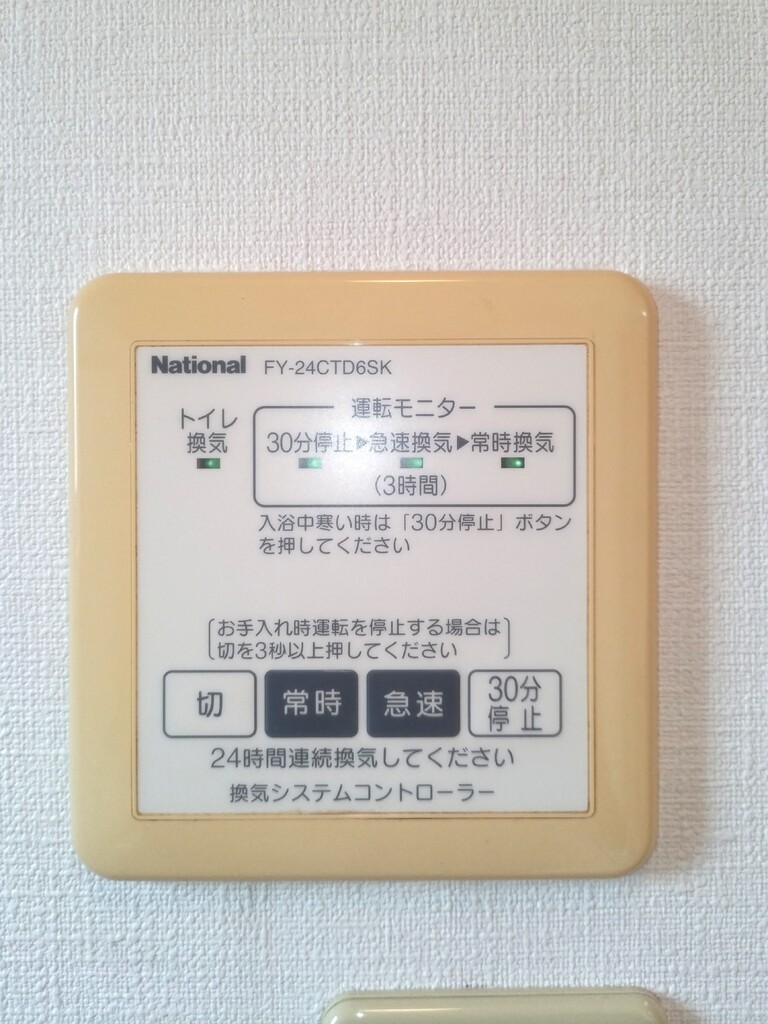 National FY-24CTD6SK
運転モニター
トイレ
換気
30分停止▶急速換気▶常時換気
(3時間)
入浴中寒い時は「30分停止」ボタン
を押してください
お手入れ時運転を停止する場合は
切を3秒以上押してください
切 常時 急速 30分
停止
24時間連続換気してください
換気システムコントローラー